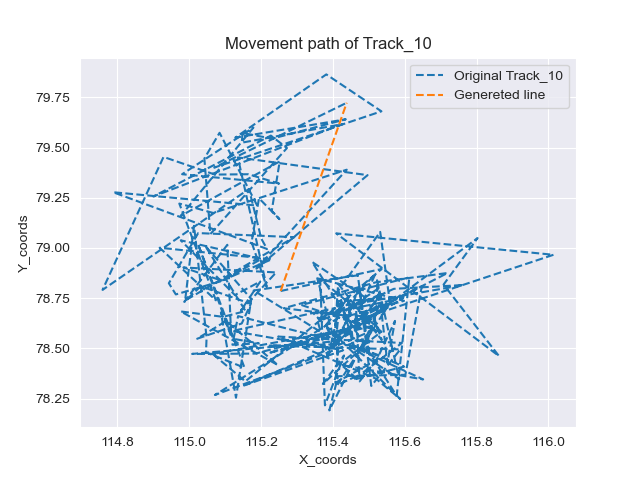 Movement path of Track_10
Original Track_10
Genereted line
79.75
79.50
79.25
79.00
78.75
78.50
78.25
Y_coords
114.8 115.0 115.2 115.4 115.6 115.8 116.0
X_coords